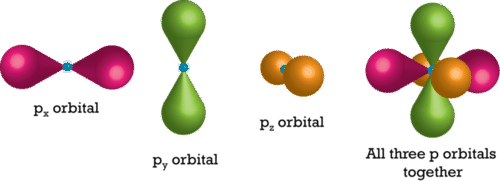 px orbital
py orbital
pz orbital
All three p orbitals
together